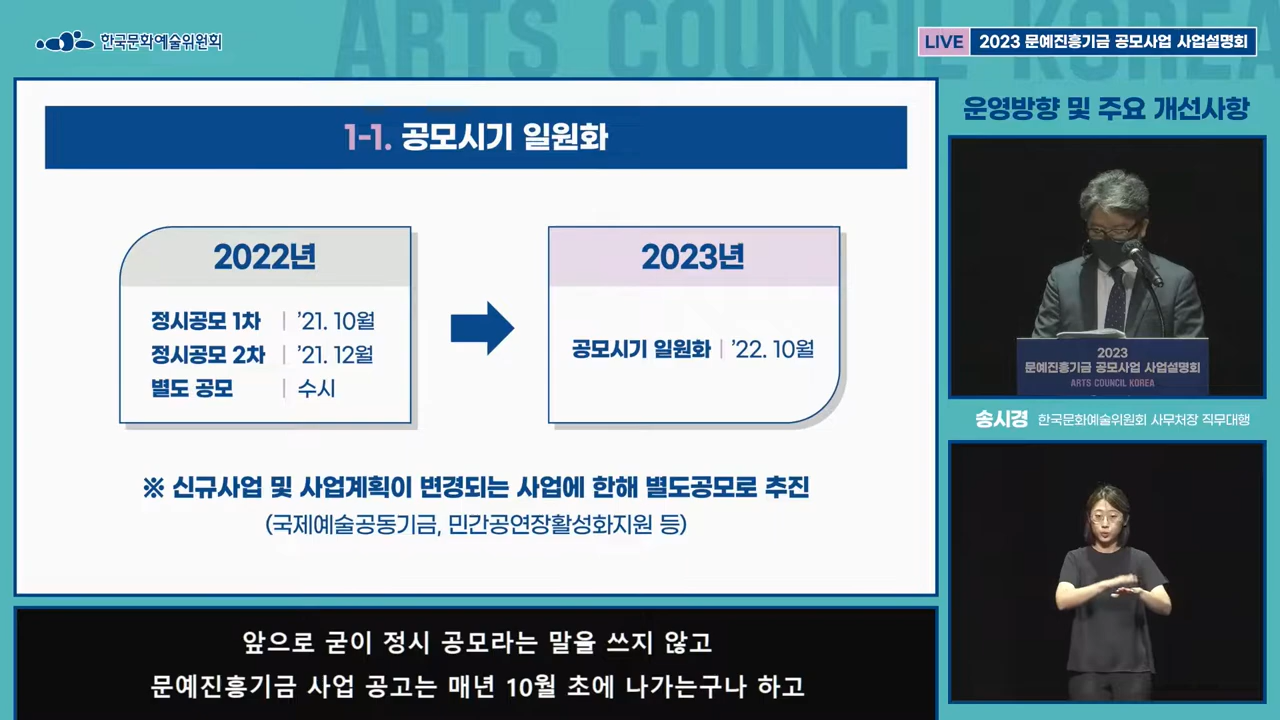 ARTS COUNCIL KOREA
한국문화예술위원회
LIVE 2023 문예진흥기금 공모사업 사업설명회
1-1. 공모시기 일원화
2022년
정시공모 1차 | ’21. 10월
정시공모 2차 | ’21. 12월
별도 공모 | 수시
2023년
공모시기 일원화 | ’22. 10월
※ 신규사업 및 사업계획이 변경되는 사업에 한해 별도공모로 추진
(국제예술공동기금, 민간공연장활성화지원 등)
운영방향 및 주요 개선사항
2023
문예진흥기금 공모사업 사업설명회
ARTS COUNCIL KOREA
송시경 한국문화예술위원회 사무처장 직무대행
앞으로 굳이 정시 공모라는 말을 쓰지 않고
문예진흥기금 사업 공고는 매년 10월 초에 나가는구나 하고